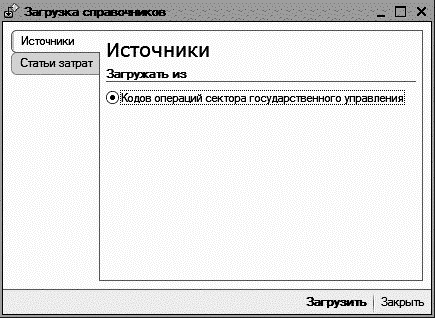 Загрузка справочников
Источники
Статьи затрат
Источники
Загружать из
Кодов операций сектора государственного управления
Загрузить Закрыть